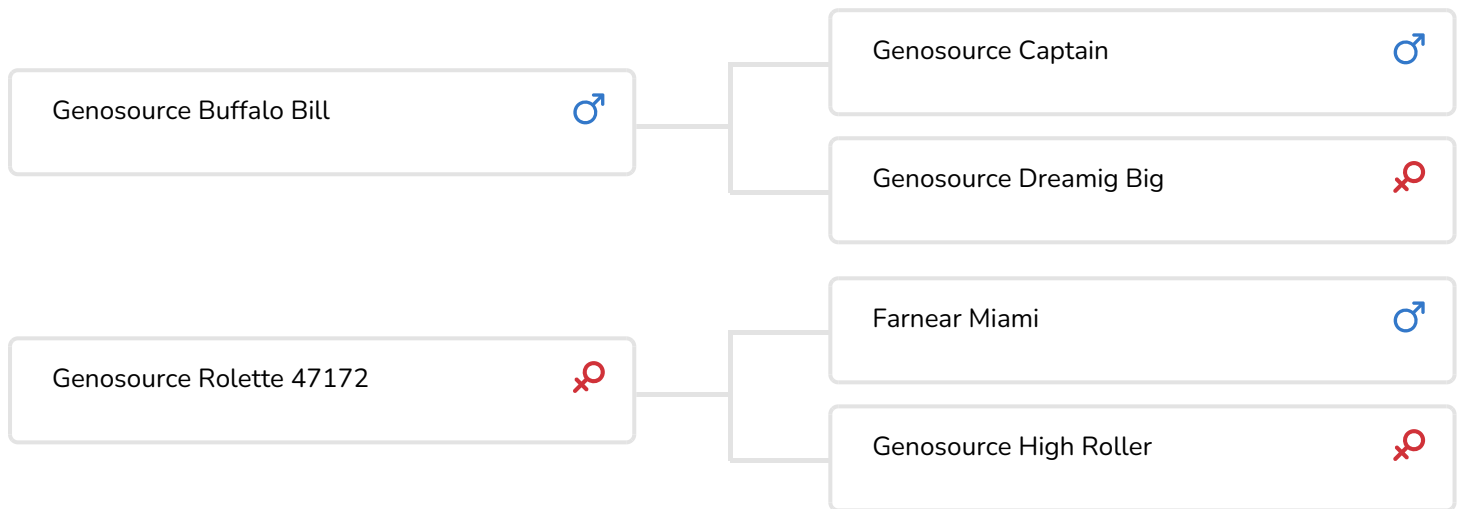 Genosource Captain
Genosource Buffalo Bill
Genosource Dreamig Big
Farnear Miami
Genosource Rolette 47172
Genosource High Roller